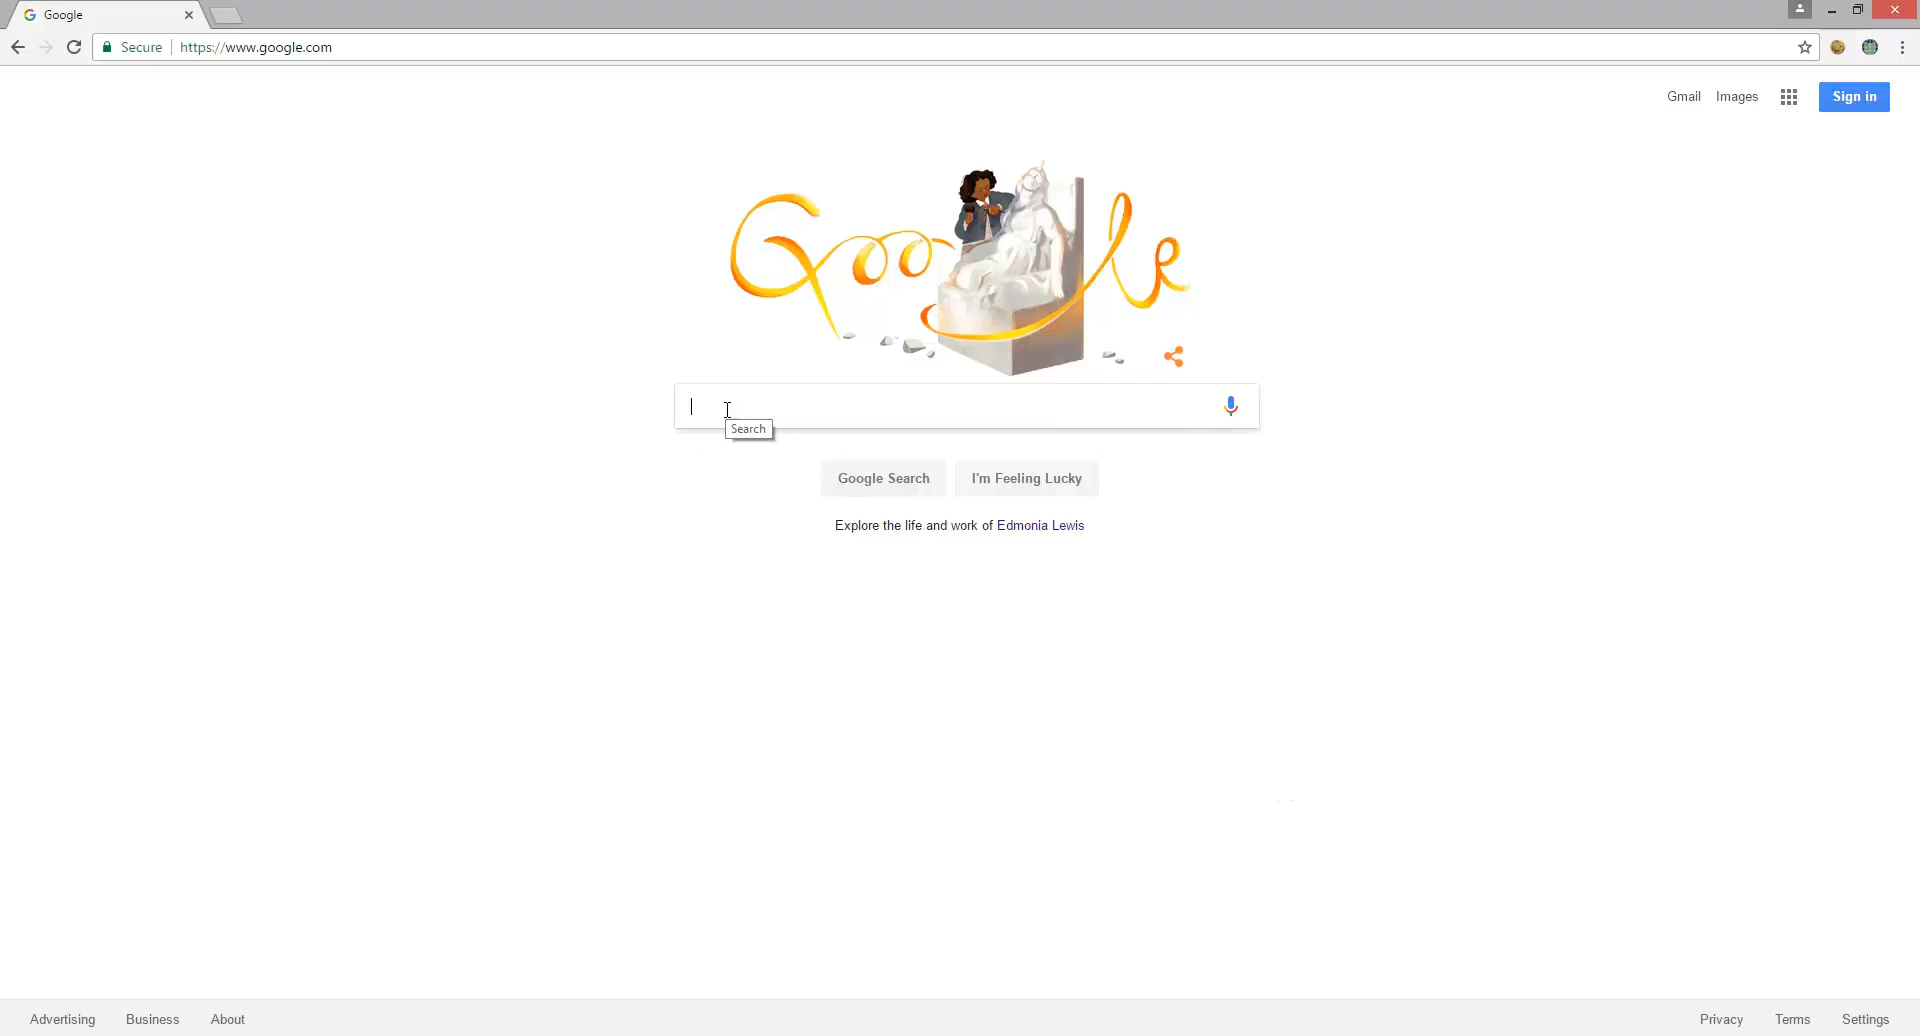 Google
Secure https://www.google.com
Gmail Images Sign in
Google
Search
Google Search I'm Feeling Lucky
Explore the life and work of Edmonia Lewis
Advertising Business About Privacy Terms Settings